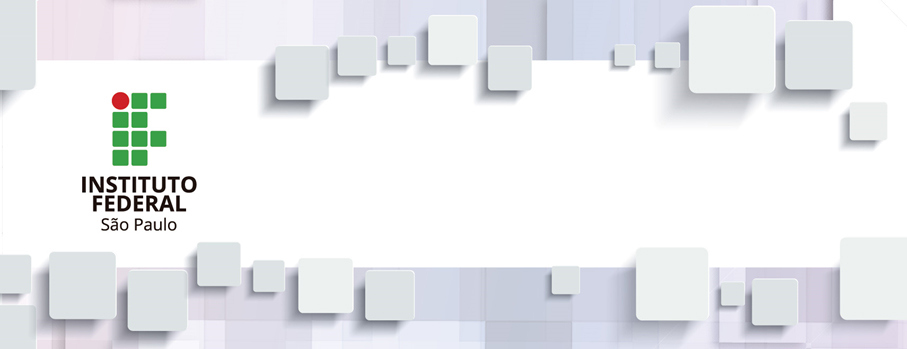 INSTITUTO
FEDERAL
São Paulo